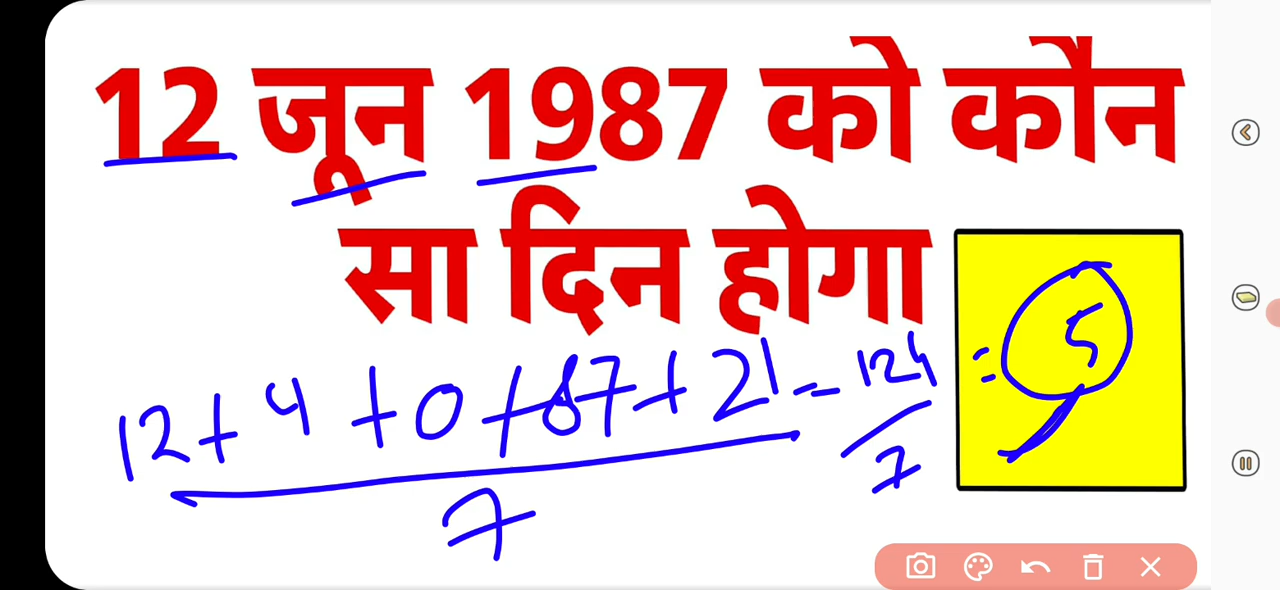 12 जून 1987 को कौन
सा दिन होगा
12+4+0+87+21=124/7=5
7